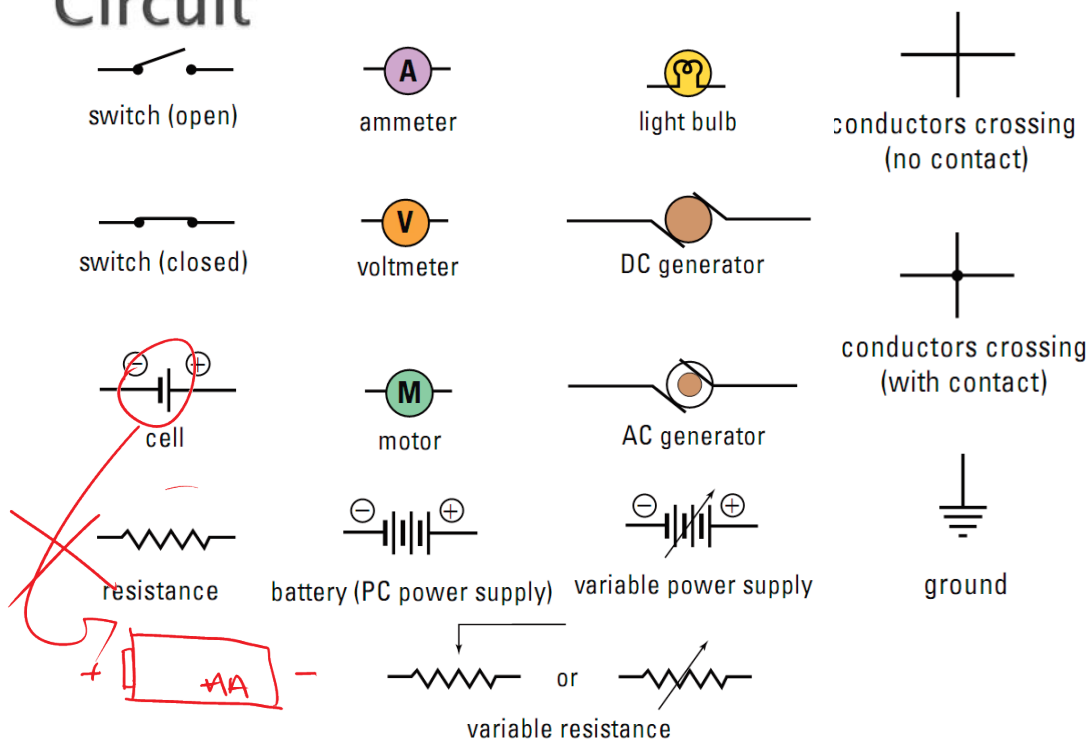 Circuit
switch (open)
A
ammeter
light bulb
conductors crossing
(no contact)
switch (closed)
V
voltmeter
DC generator
conductors crossing
(with contact)
− +
cell
M
motor
AC generator
resistance
− +
battery (PC power supply)
− +
variable power supply
ground
+ AA −
or
variable resistance